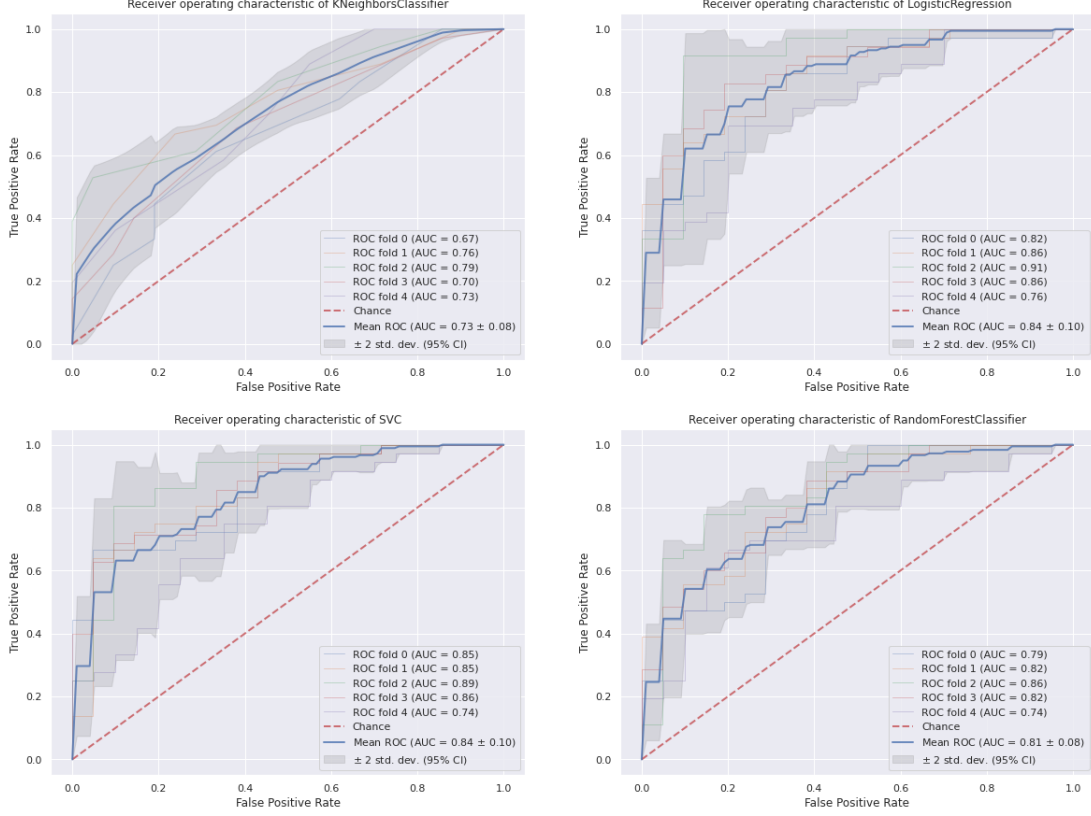 Receiver operating characteristic of KNeighborsClassifier
True Positive Rate
1.0
0.8
0.6
0.4
0.2
0.0
ROC fold 0 (AUC = 0.67)
ROC fold 1 (AUC = 0.76)
ROC fold 2 (AUC = 0.79)
ROC fold 3 (AUC = 0.70)
ROC fold 4 (AUC = 0.73)
Chance
Mean ROC (AUC = 0.73 ± 0.08)
± 2 std. dev. (95% CI)
0.0 0.2 0.4 0.6 0.8 1.0
False Positive Rate
Receiver operating characteristic of LogisticRegression
True Positive Rate
1.0
0.8
0.6
0.4
0.2
0.0
ROC fold 0 (AUC = 0.82)
ROC fold 1 (AUC = 0.86)
ROC fold 2 (AUC = 0.91)
ROC fold 3 (AUC = 0.86)
ROC fold 4 (AUC = 0.76)
Chance
Mean ROC (AUC = 0.84 ± 0.10)
± 2 std. dev. (95% CI)
0.0 0.2 0.4 0.6 0.8 1.0
False Positive Rate
Receiver operating characteristic of SVC
True Positive Rate
1.0
0.8
0.6
0.4
0.2
0.0
ROC fold 0 (AUC = 0.85)
ROC fold 1 (AUC = 0.85)
ROC fold 2 (AUC = 0.89)
ROC fold 3 (AUC = 0.86)
ROC fold 4 (AUC = 0.74)
Chance
Mean ROC (AUC = 0.84 ± 0.10)
± 2 std. dev. (95% CI)
0.0 0.2 0.4 0.6 0.8 1.0
False Positive Rate
Receiver operating characteristic of RandomForestClassifier
True Positive Rate
1.0
0.8
0.6
0.4
0.2
0.0
ROC fold 0 (AUC = 0.79)
ROC fold 1 (AUC = 0.82)
ROC fold 2 (AUC = 0.86)
ROC fold 3 (AUC = 0.82)
ROC fold 4 (AUC = 0.74)
Chance
Mean ROC (AUC = 0.81 ± 0.08)
± 2 std. dev. (95% CI)
0.0 0.2 0.4 0.6 0.8 1.0
False Positive Rate